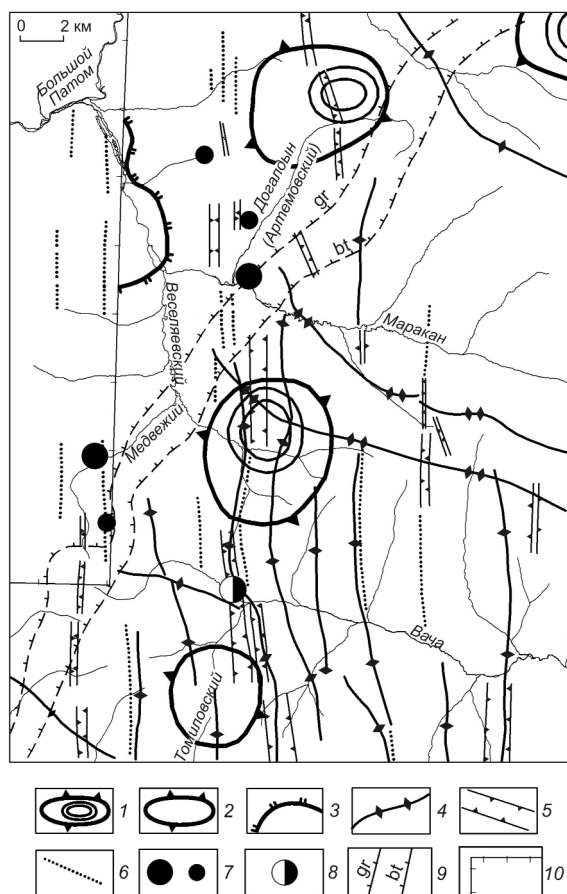 0 2 км
Большой
Патом
Догалдын
(Артемовский)
gr
bt
Маракан
Веселяевский
Медвежий
Вача
Томиловский
1
2
3
4
5
6
7
8
gr bt
9
10